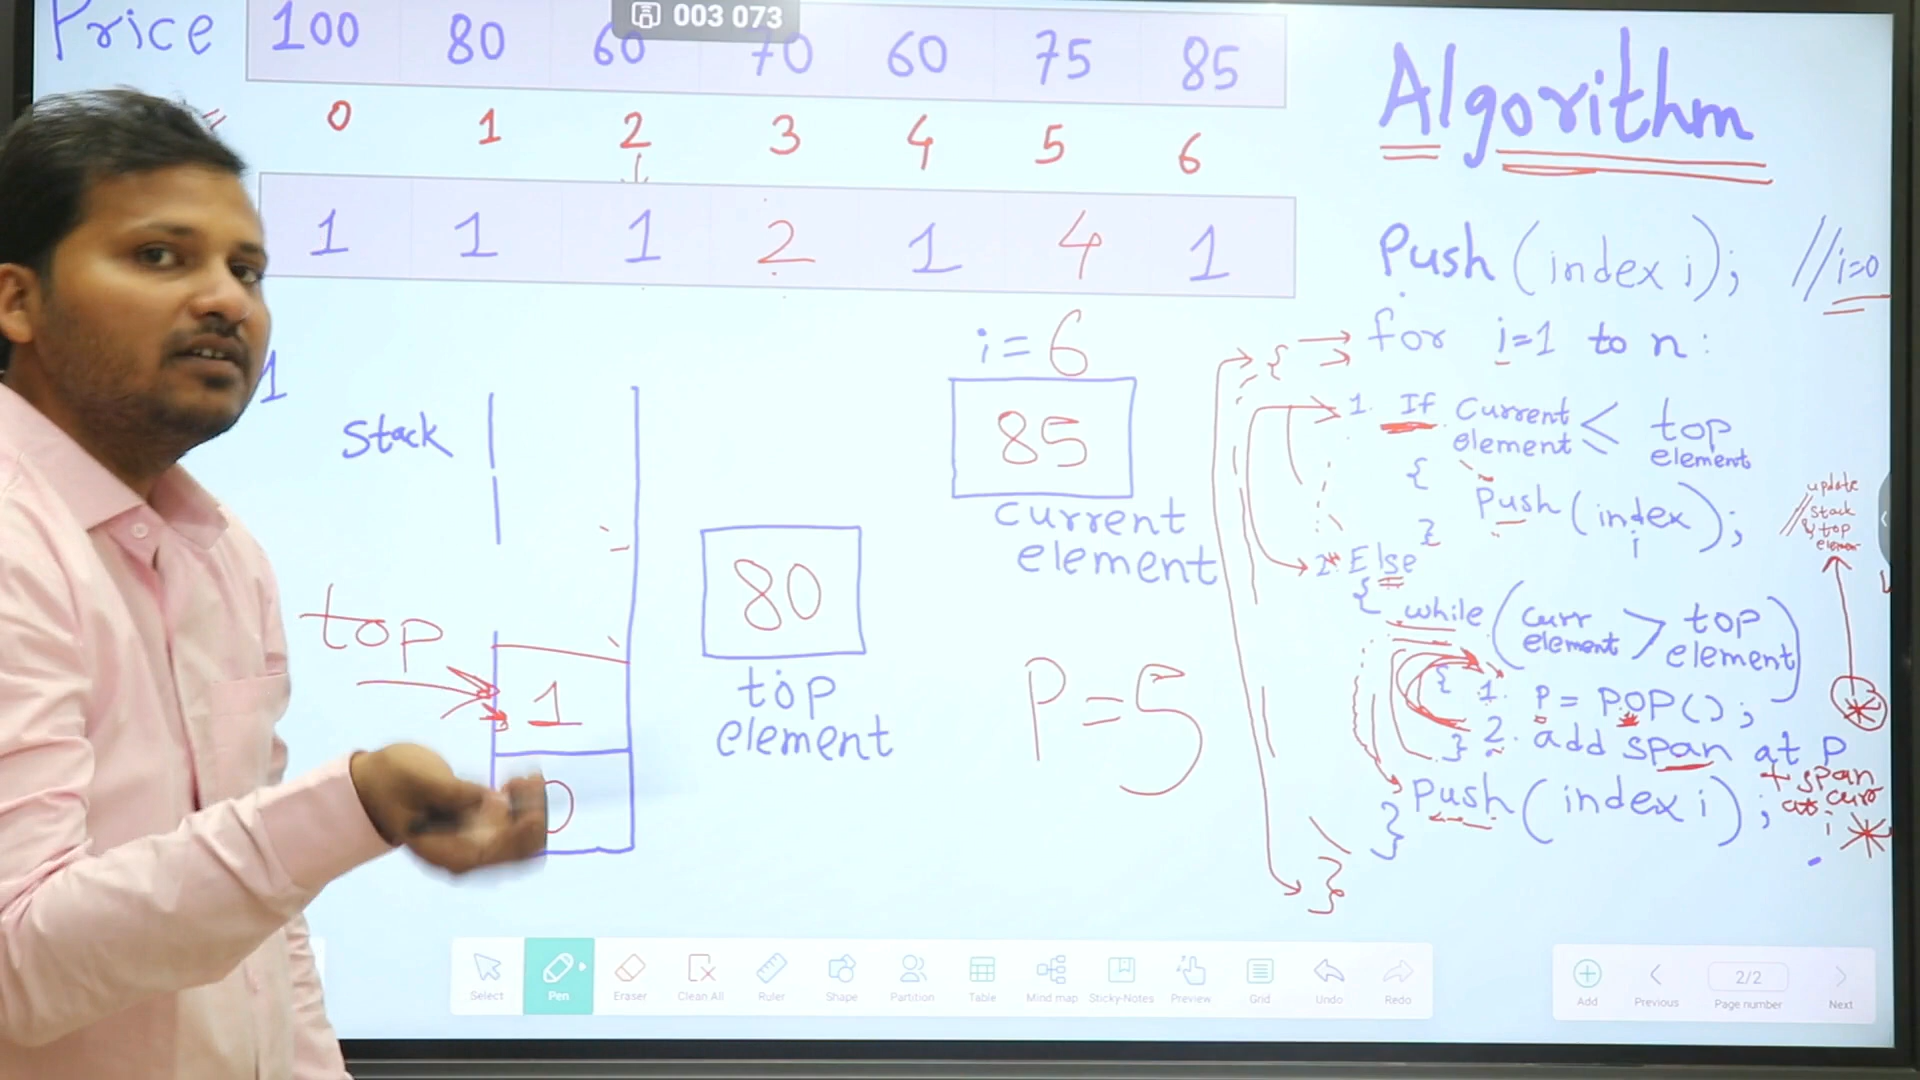 003 073
Price 100 80 60 70 60 75 85
0 1 2 3 4 5 6
1 1 1 2 1 4 1
1
Stack
top
1
0
80
top
element
i = 6
85
current
element
P = 5
Algorithm
Push (index i); //i=0
{ for i=1 to n:
1. If Current element ≤ top element
{
Push (index i);
}
2. Else
{ while (curr element > top element)
{ 1. P = POP();
2. add span at P
}
Push (index i); + span at curr i
}
}
//update
stack
& top
element
Select Pen Eraser Clean All Ruler Shape Partition Table Mind map Sticky-Notes Preview Grid Undo Redo
Add Previous 2/2 Page number Next